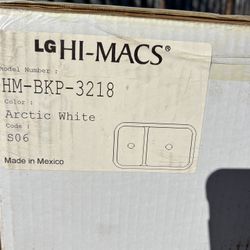 LG HI-MACS®
Model Number :
HM-BKP-3218
Color :
Arctic White
Code :
S06
Made in Mexico